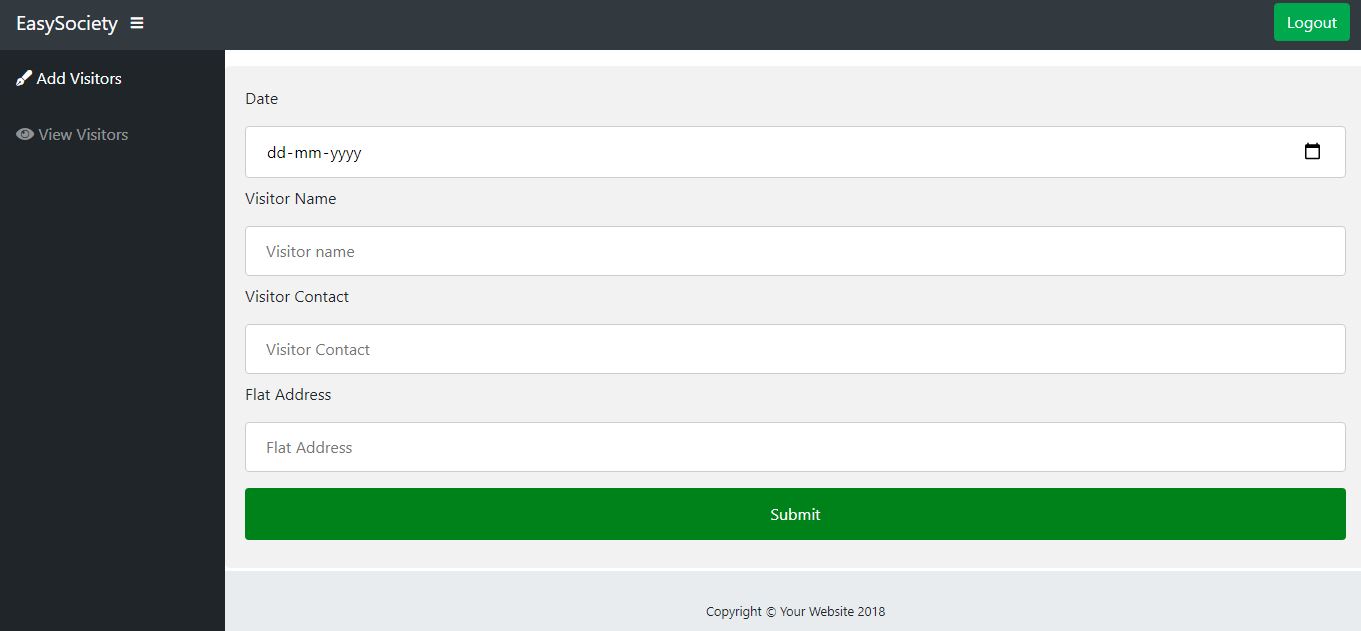 EasySociety
Logout
Add Visitors
View Visitors
Date
dd-mm-yyyy
Visitor Name
Visitor name
Visitor Contact
Visitor Contact
Flat Address
Flat Address
Submit
Copyright © Your Website 2018